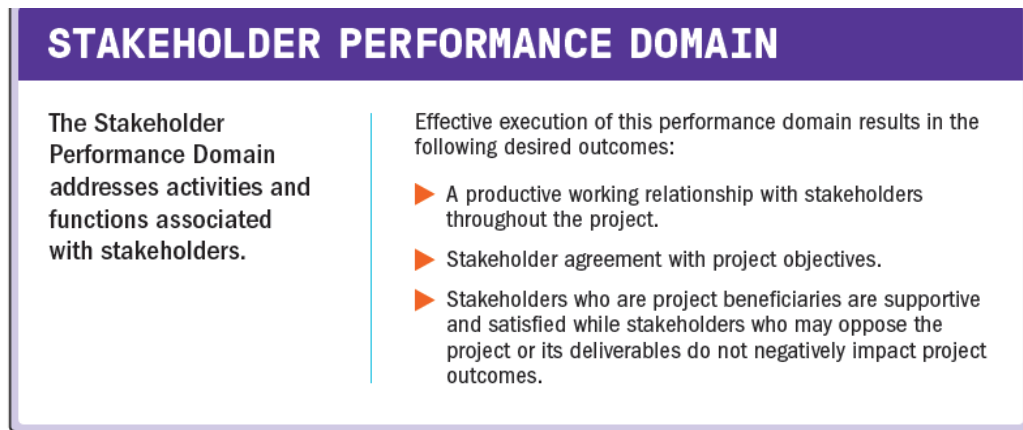 STAKEHOLDER PERFORMANCE DOMAIN
The Stakeholder
Performance Domain
addresses activities and
functions associated
with stakeholders.
Effective execution of this performance domain results in the
following desired outcomes:
A productive working relationship with stakeholders
throughout the project.
Stakeholder agreement with project objectives.
Stakeholders who are project beneficiaries are supportive
and satisfied while stakeholders who may oppose the
project or its deliverables do not negatively impact project
outcomes.